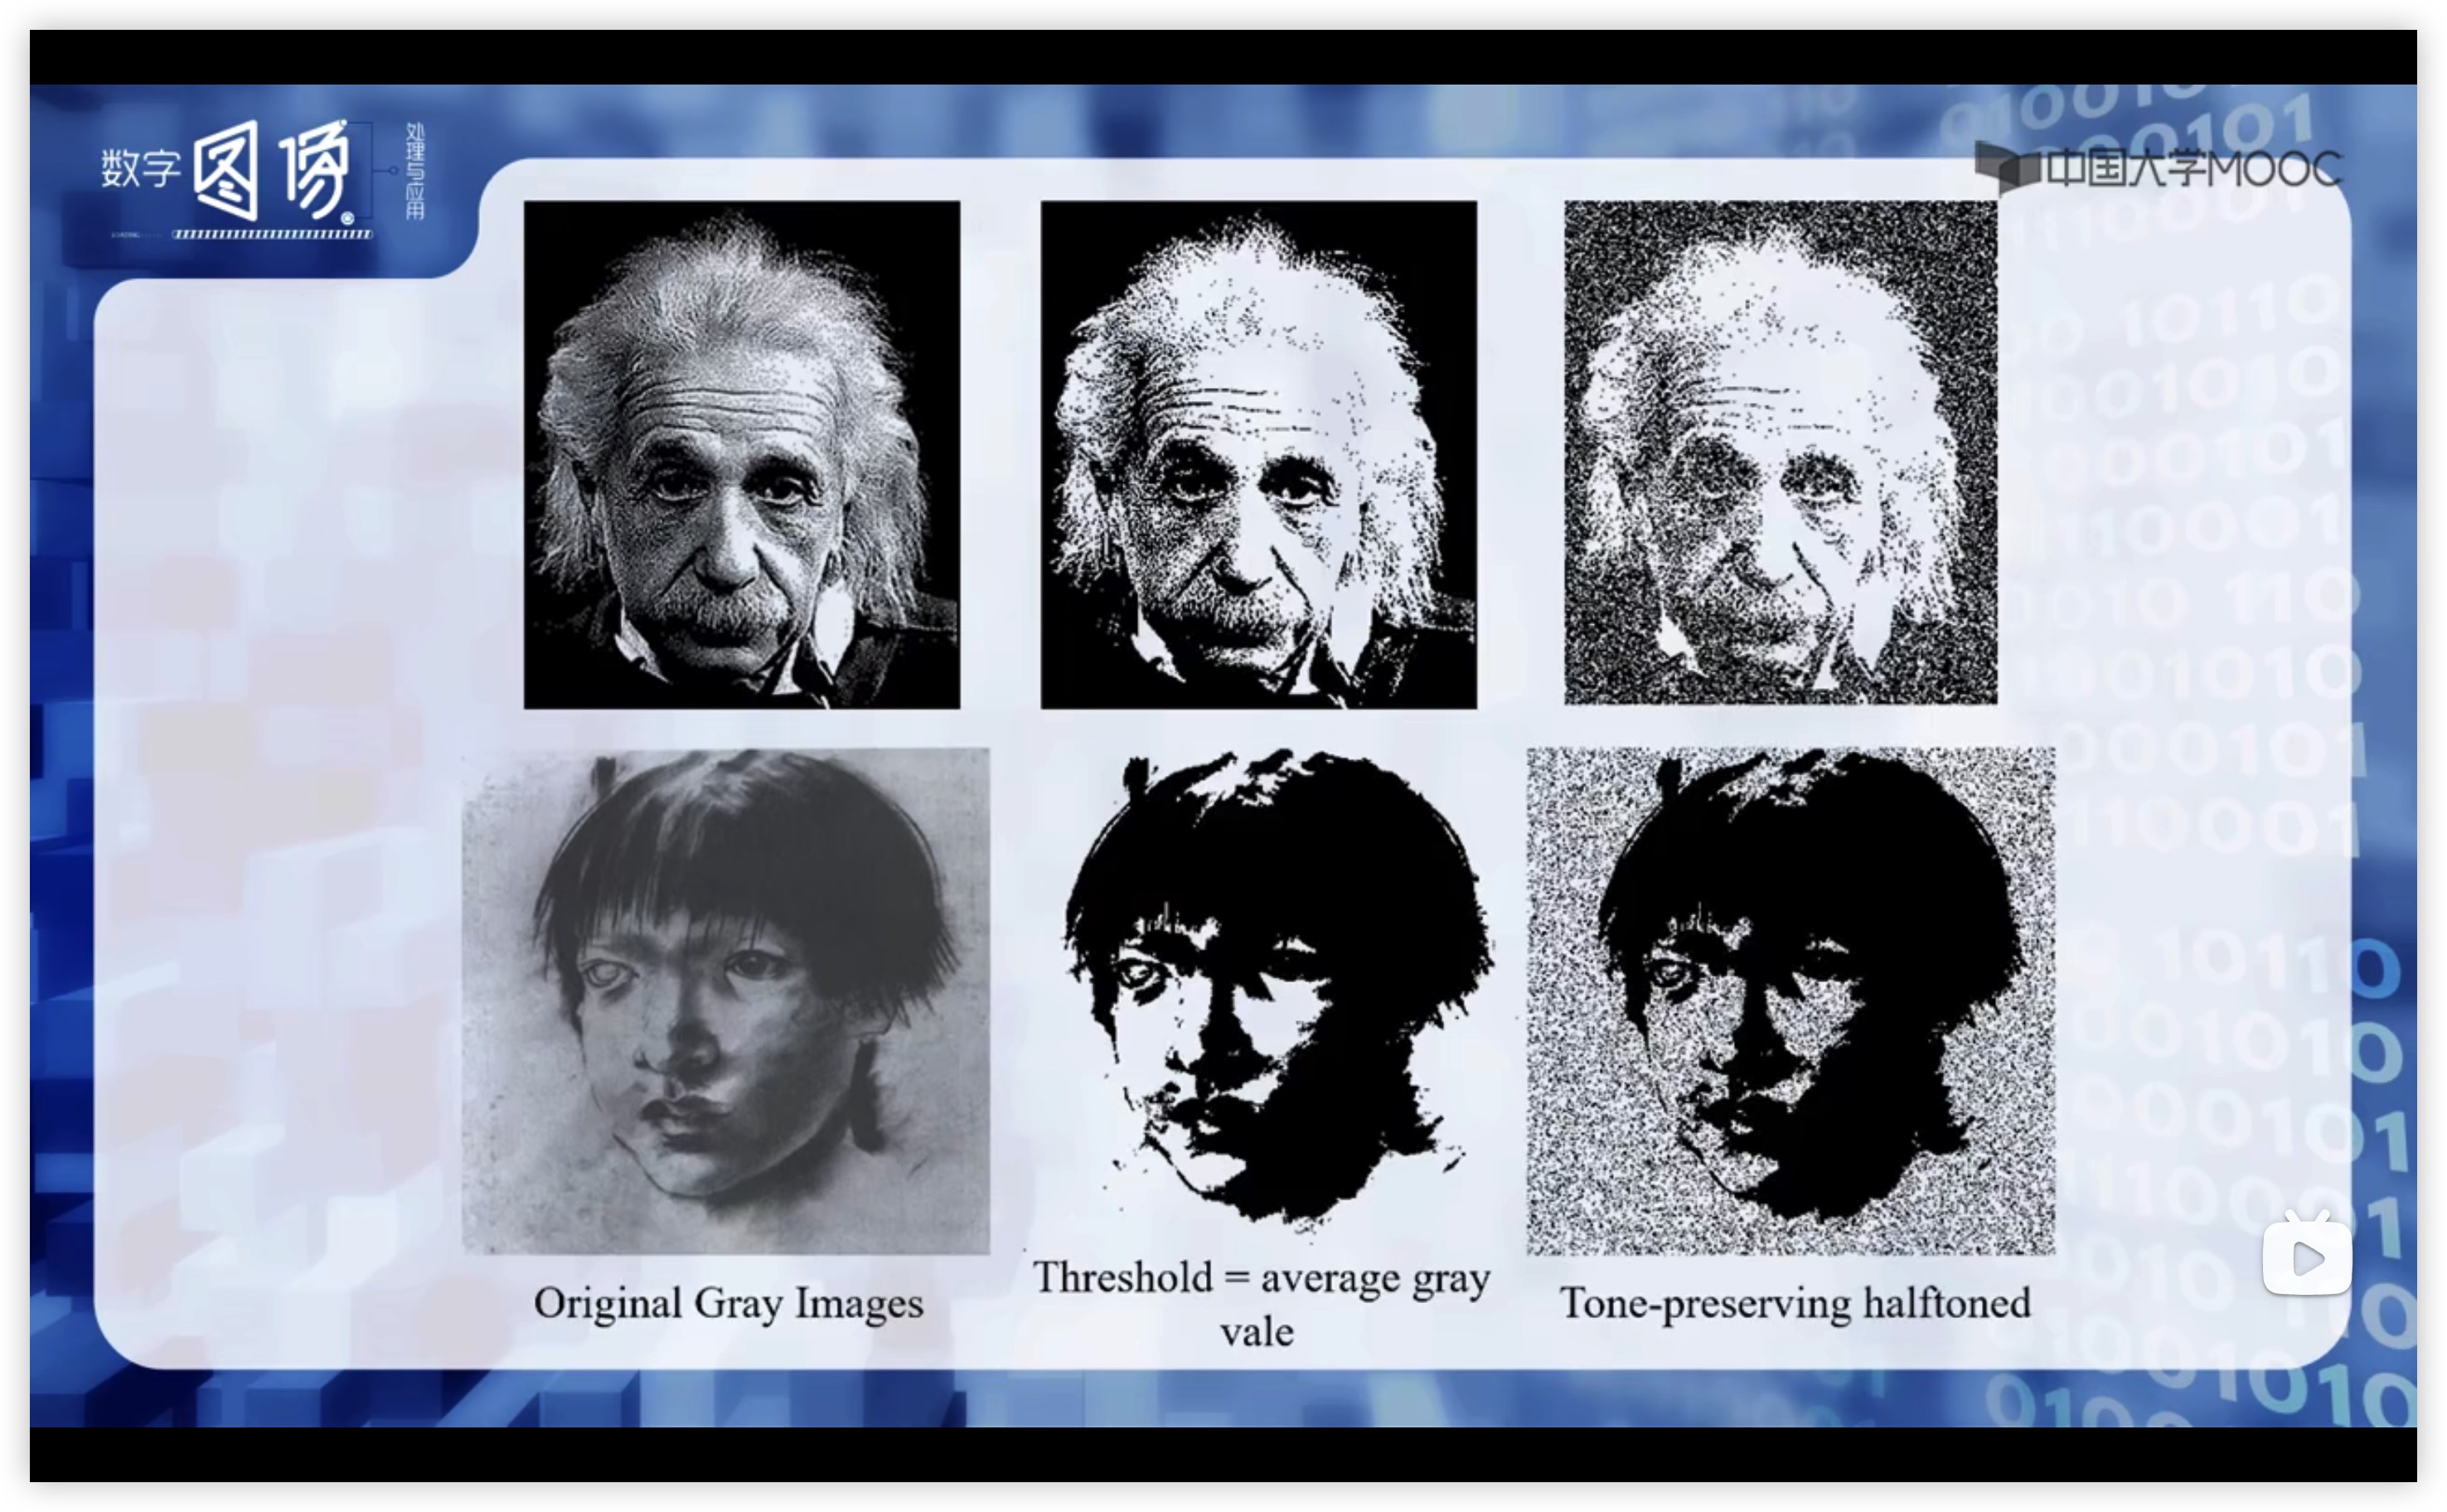 数字图像
处理与应用
中国大学MOOC
Original Gray Images
Threshold = average gray
vale
Tone-preserving halftoned